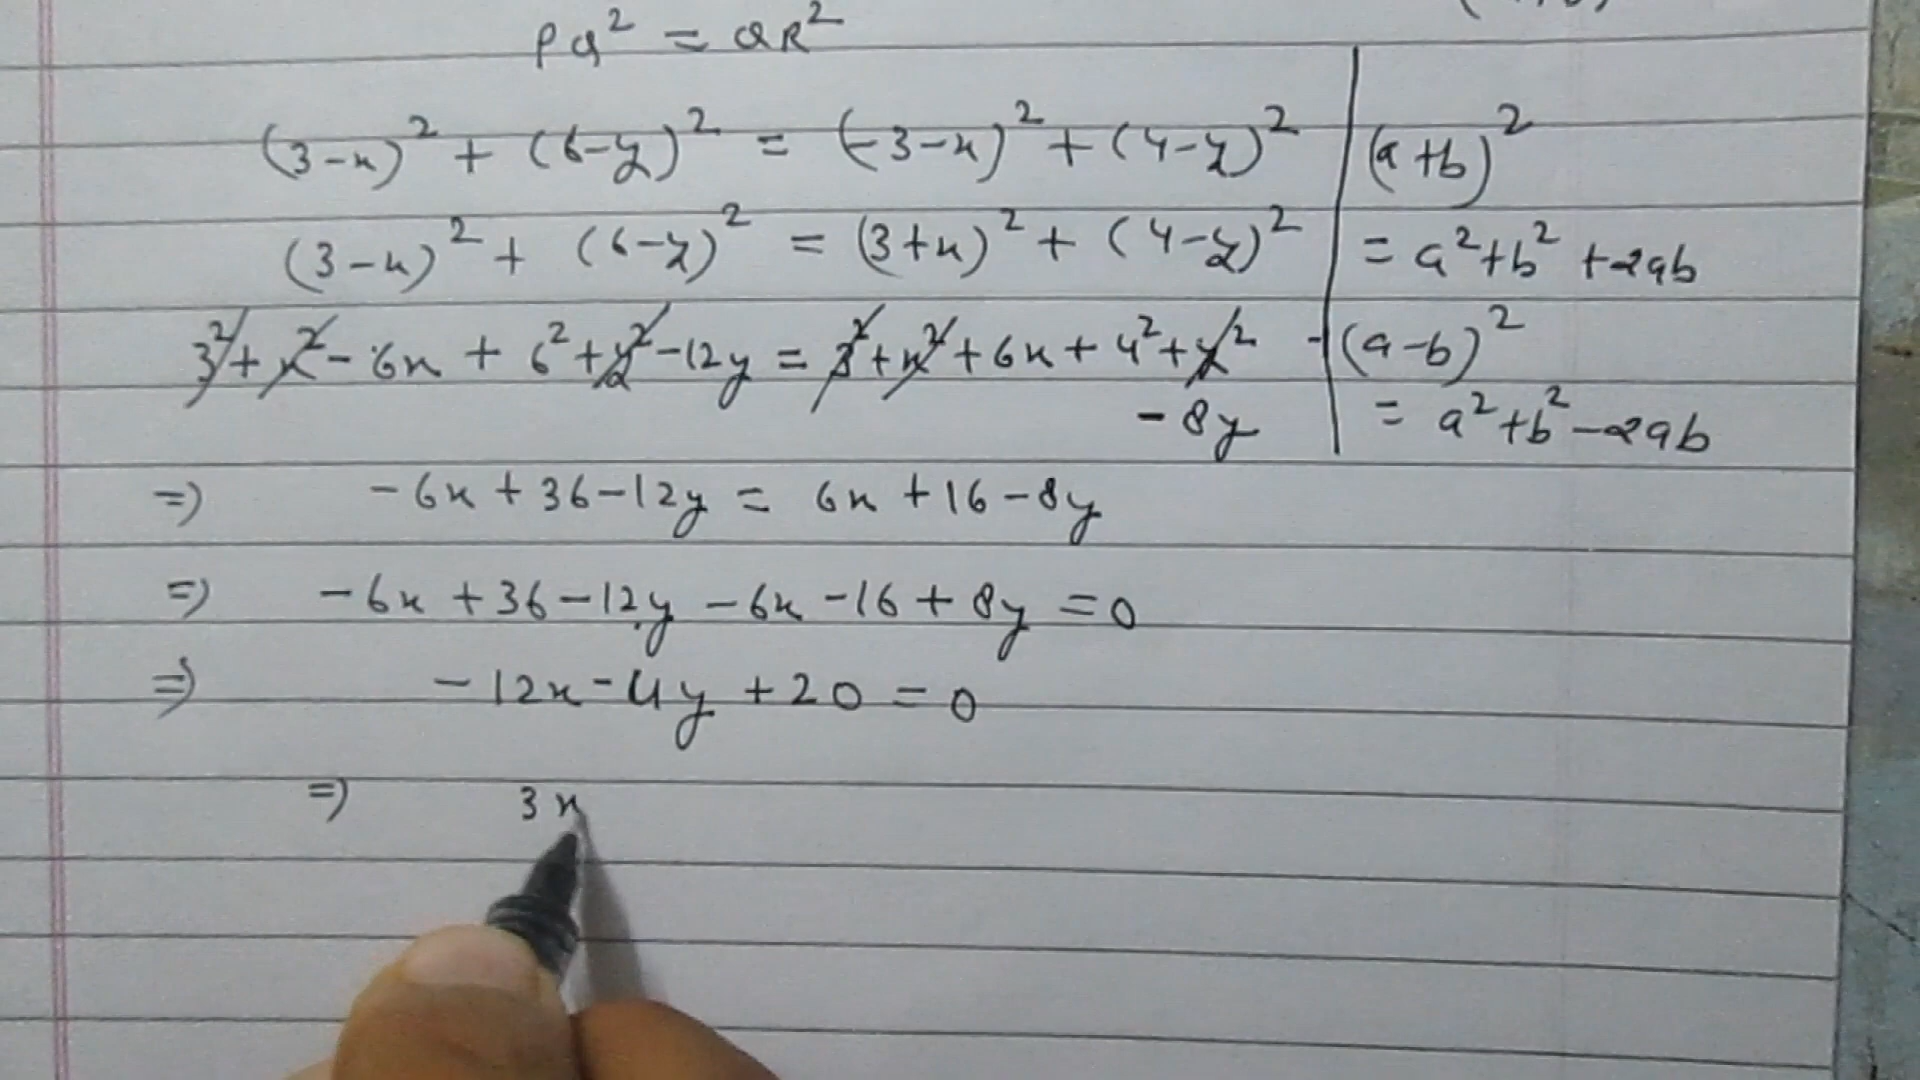 PQ² = QR²
(3-x)² + (6-y)² = (-3-x)² + (4-y)²
(3-x)² + (6-y)² = (3+x)² + (4-y)²
3² + x² - 6x + 6² + y² - 12y = 3² + x² + 6x + 4² + y²
- 8y
=> -6x + 36 - 12y = 6x + 16 - 8y
=> -6x + 36 - 12y - 6x - 16 + 8y = 0
=> -12x - 4y + 20 = 0
=> 3x
(a+b)²
= a² + b² + 2ab
(a-b)²
= a² + b² - 2ab